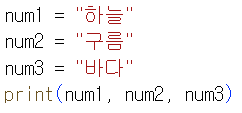 num1 = "하늘"
num2 = "구름"
num3 = "바다"
print(num1, num2, num3)